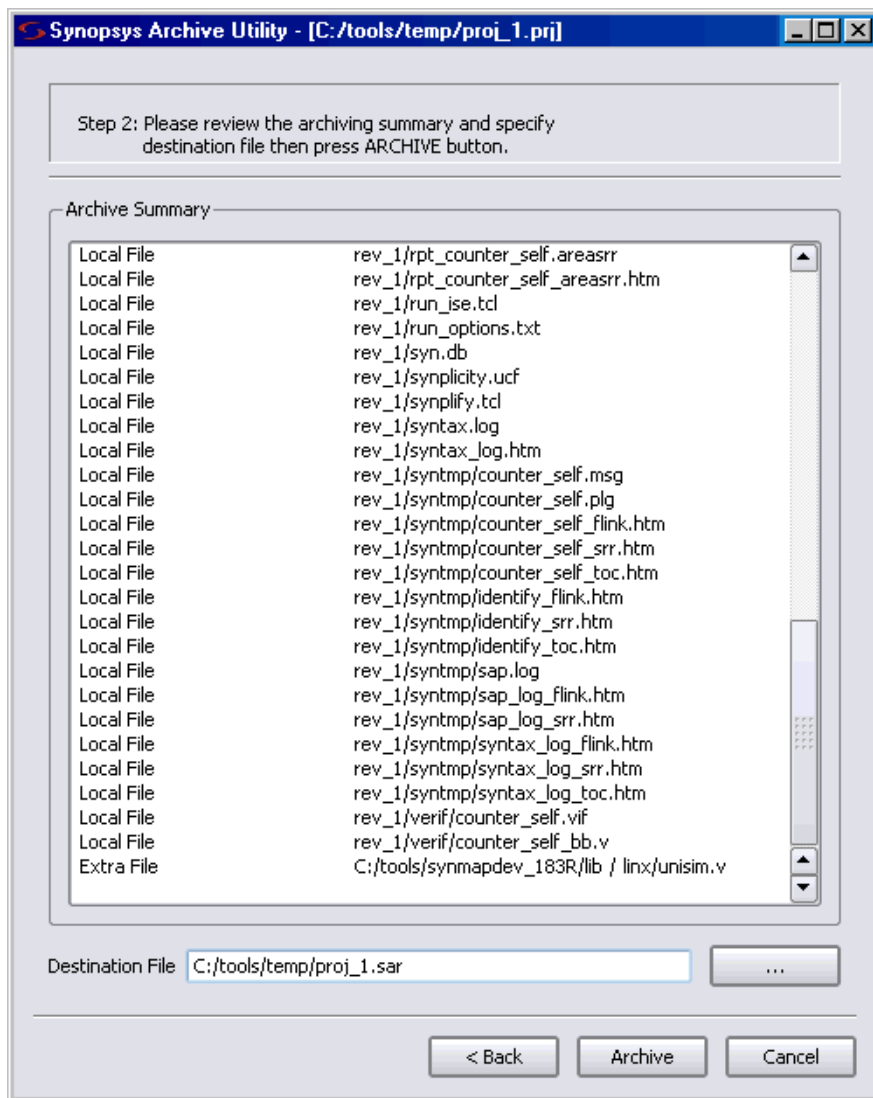 Synopsys Archive Utility - [C:/tools/temp/proj_1.prj]
Step 2: Please review the archiving summary and specify
destination file then press ARCHIVE button.
Archive Summary
Local File rev_1/rpt_counter_self.areasrr
Local File rev_1/rpt_counter_self_areasrr.htm
Local File rev_1/run_ise.tcl
Local File rev_1/run_options.txt
Local File rev_1/syn.db
Local File rev_1/synplicity.ucf
Local File rev_1/synplify.tcl
Local File rev_1/syntax.log
Local File rev_1/syntax_log.htm
Local File rev_1/syntmp/counter_self.msg
Local File rev_1/syntmp/counter_self.plg
Local File rev_1/syntmp/counter_self_flink.htm
Local File rev_1/syntmp/counter_self_srr.htm
Local File rev_1/syntmp/counter_self_toc.htm
Local File rev_1/syntmp/identify_flink.htm
Local File rev_1/syntmp/identify_srr.htm
Local File rev_1/syntmp/identify_toc.htm
Local File rev_1/syntmp/sap.log
Local File rev_1/syntmp/sap_log_flink.htm
Local File rev_1/syntmp/sap_log_srr.htm
Local File rev_1/syntmp/syntax_log_flink.htm
Local File rev_1/syntmp/syntax_log_srr.htm
Local File rev_1/syntmp/syntax_log_toc.htm
Local File rev_1/verif/counter_self.vif
Local File rev_1/verif/counter_self_bb.v
Extra File C:/tools/synmapdev_183R/lib / linx/unisim.v
Destination File C:/tools/temp/proj_1.sar ...
< Back Archive Cancel